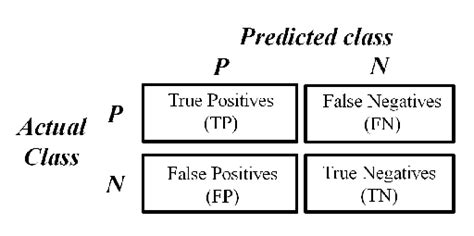 Predicted class
P N
Actual Class
P
True Positives (TP)
False Negatives (FN)
N
False Positives (FP)
True Negatives (TN)